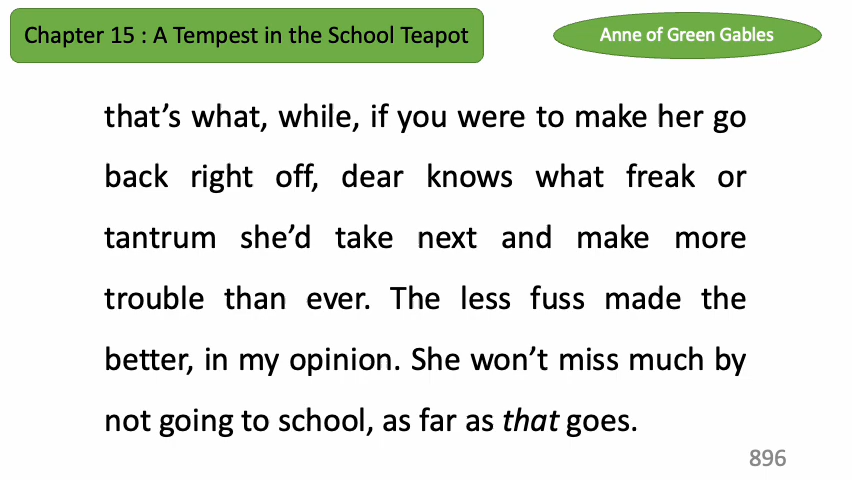 Chapter 15 : A Tempest in the School Teapot
Anne of Green Gables
that’s what, while, if you were to make her go
back right off, dear knows what freak or
tantrum she’d take next and make more
trouble than ever. The less fuss made the
better, in my opinion. She won’t miss much by
not going to school, as far as that goes.
896